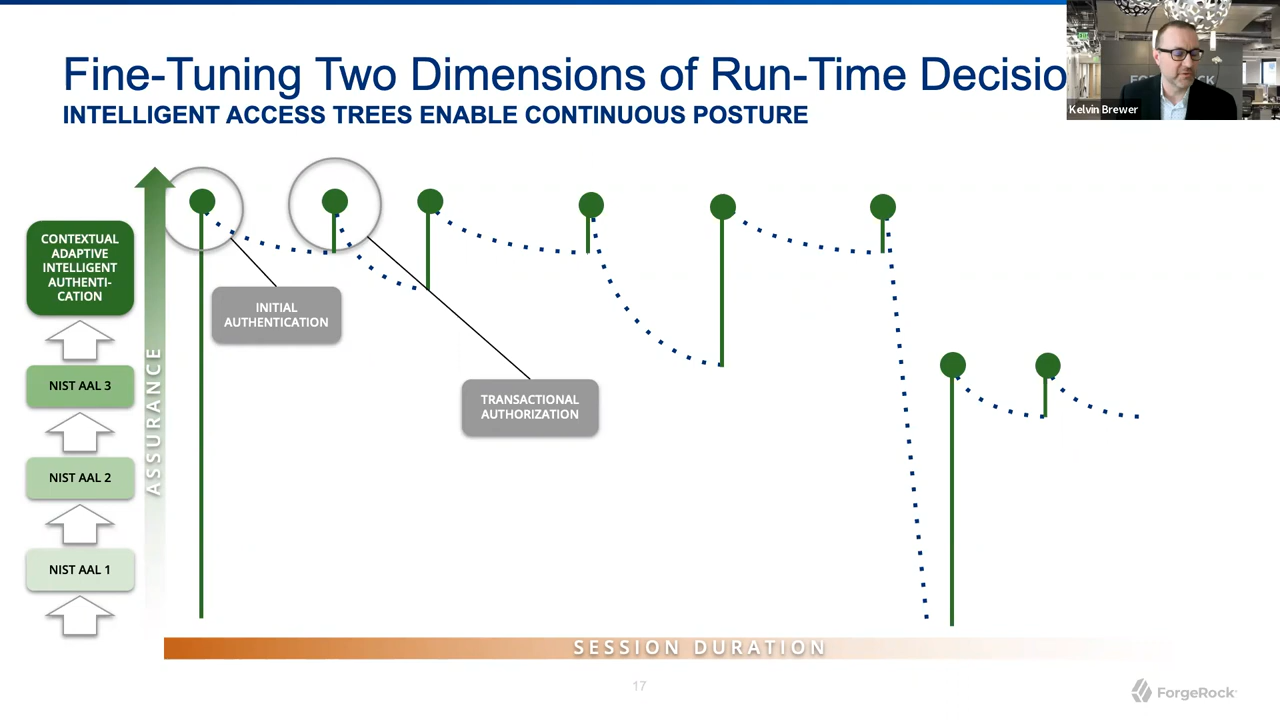 Fine-Tuning Two Dimensions of Run-Time Decisio
INTELLIGENT ACCESS TREES ENABLE CONTINUOUS POSTURE
Kelvin Brewer
CONTEXTUAL
ADAPTIVE
INTELLIGENT
AUTHENTI-
CATION
NIST AAL 3
NIST AAL 2
NIST AAL 1
ASSURANCE
INITIAL
AUTHENTICATION
TRANSACTIONAL
AUTHORIZATION
SESSION DURATION
17
ForgeRock